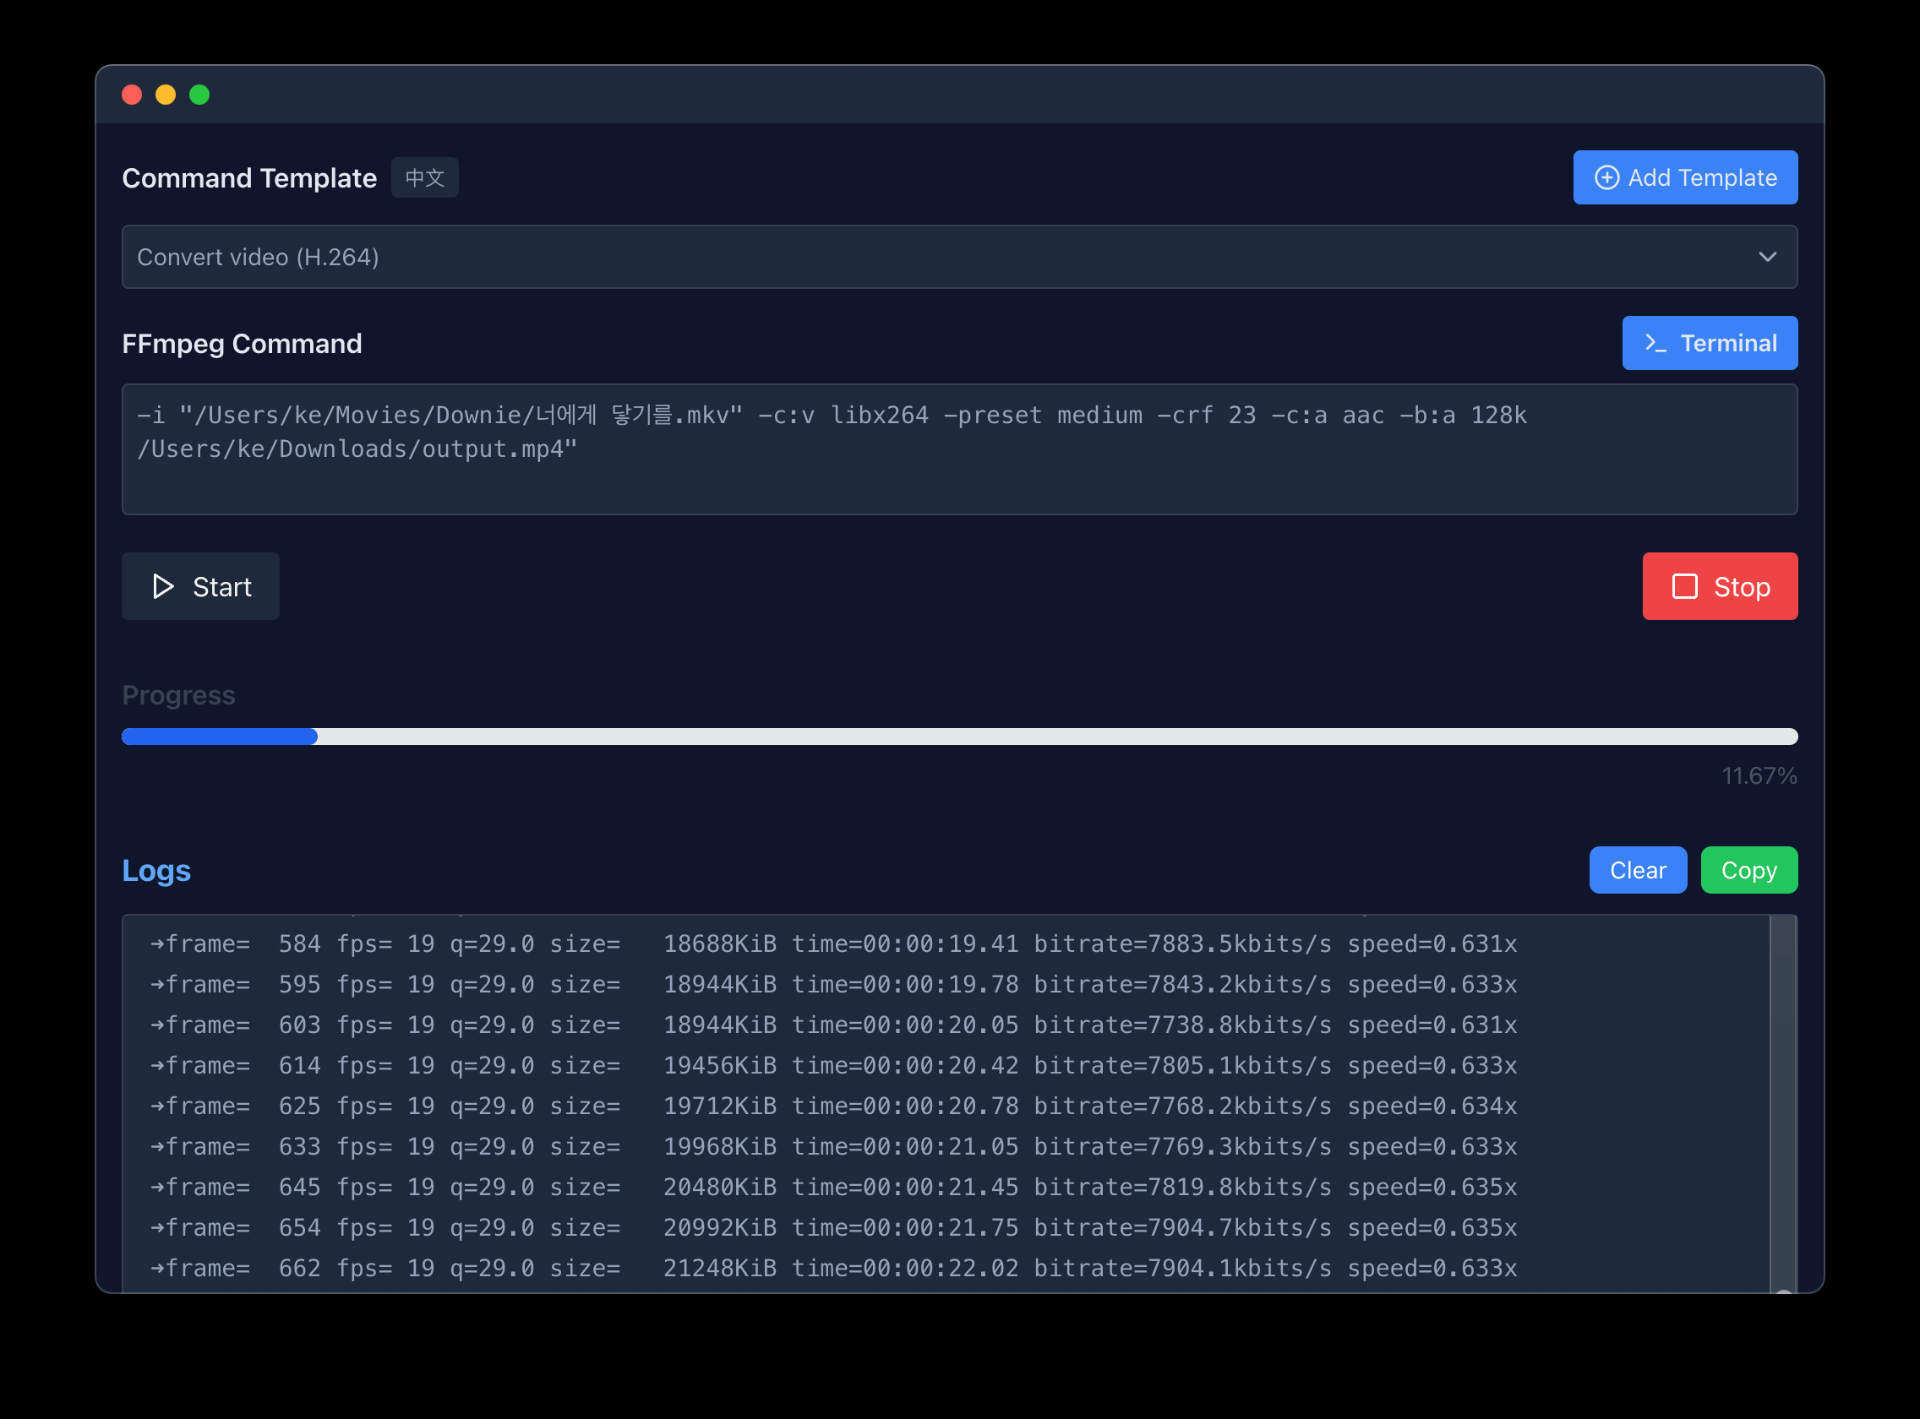 Command Template 中文 Add Template
Convert video (H.264)
FFmpeg Command >_ Terminal
-i "/Users/ke/Movies/Downie/너에게 닿기를.mkv" -c:v libx264 -preset medium -crf 23 -c:a aac -b:a 128k
/Users/ke/Downloads/output.mp4"
Start Stop
Progress
11.67%
Logs Clear Copy
→frame=  584 fps= 19 q=29.0 size=   18688KiB time=00:00:19.41 bitrate=7883.5kbits/s speed=0.631x
→frame=  595 fps= 19 q=29.0 size=   18944KiB time=00:00:19.78 bitrate=7843.2kbits/s speed=0.633x
→frame=  603 fps= 19 q=29.0 size=   18944KiB time=00:00:20.05 bitrate=7738.8kbits/s speed=0.631x
→frame=  614 fps= 19 q=29.0 size=   19456KiB time=00:00:20.42 bitrate=7805.1kbits/s speed=0.633x
→frame=  625 fps= 19 q=29.0 size=   19712KiB time=00:00:20.78 bitrate=7768.2kbits/s speed=0.634x
→frame=  633 fps= 19 q=29.0 size=   19968KiB time=00:00:21.05 bitrate=7769.3kbits/s speed=0.633x
→frame=  645 fps= 19 q=29.0 size=   20480KiB time=00:00:21.45 bitrate=7819.8kbits/s speed=0.635x
→frame=  654 fps= 19 q=29.0 size=   20992KiB time=00:00:21.75 bitrate=7904.7kbits/s speed=0.635x
→frame=  662 fps= 19 q=29.0 size=   21248KiB time=00:00:22.02 bitrate=7904.1kbits/s speed=0.633x